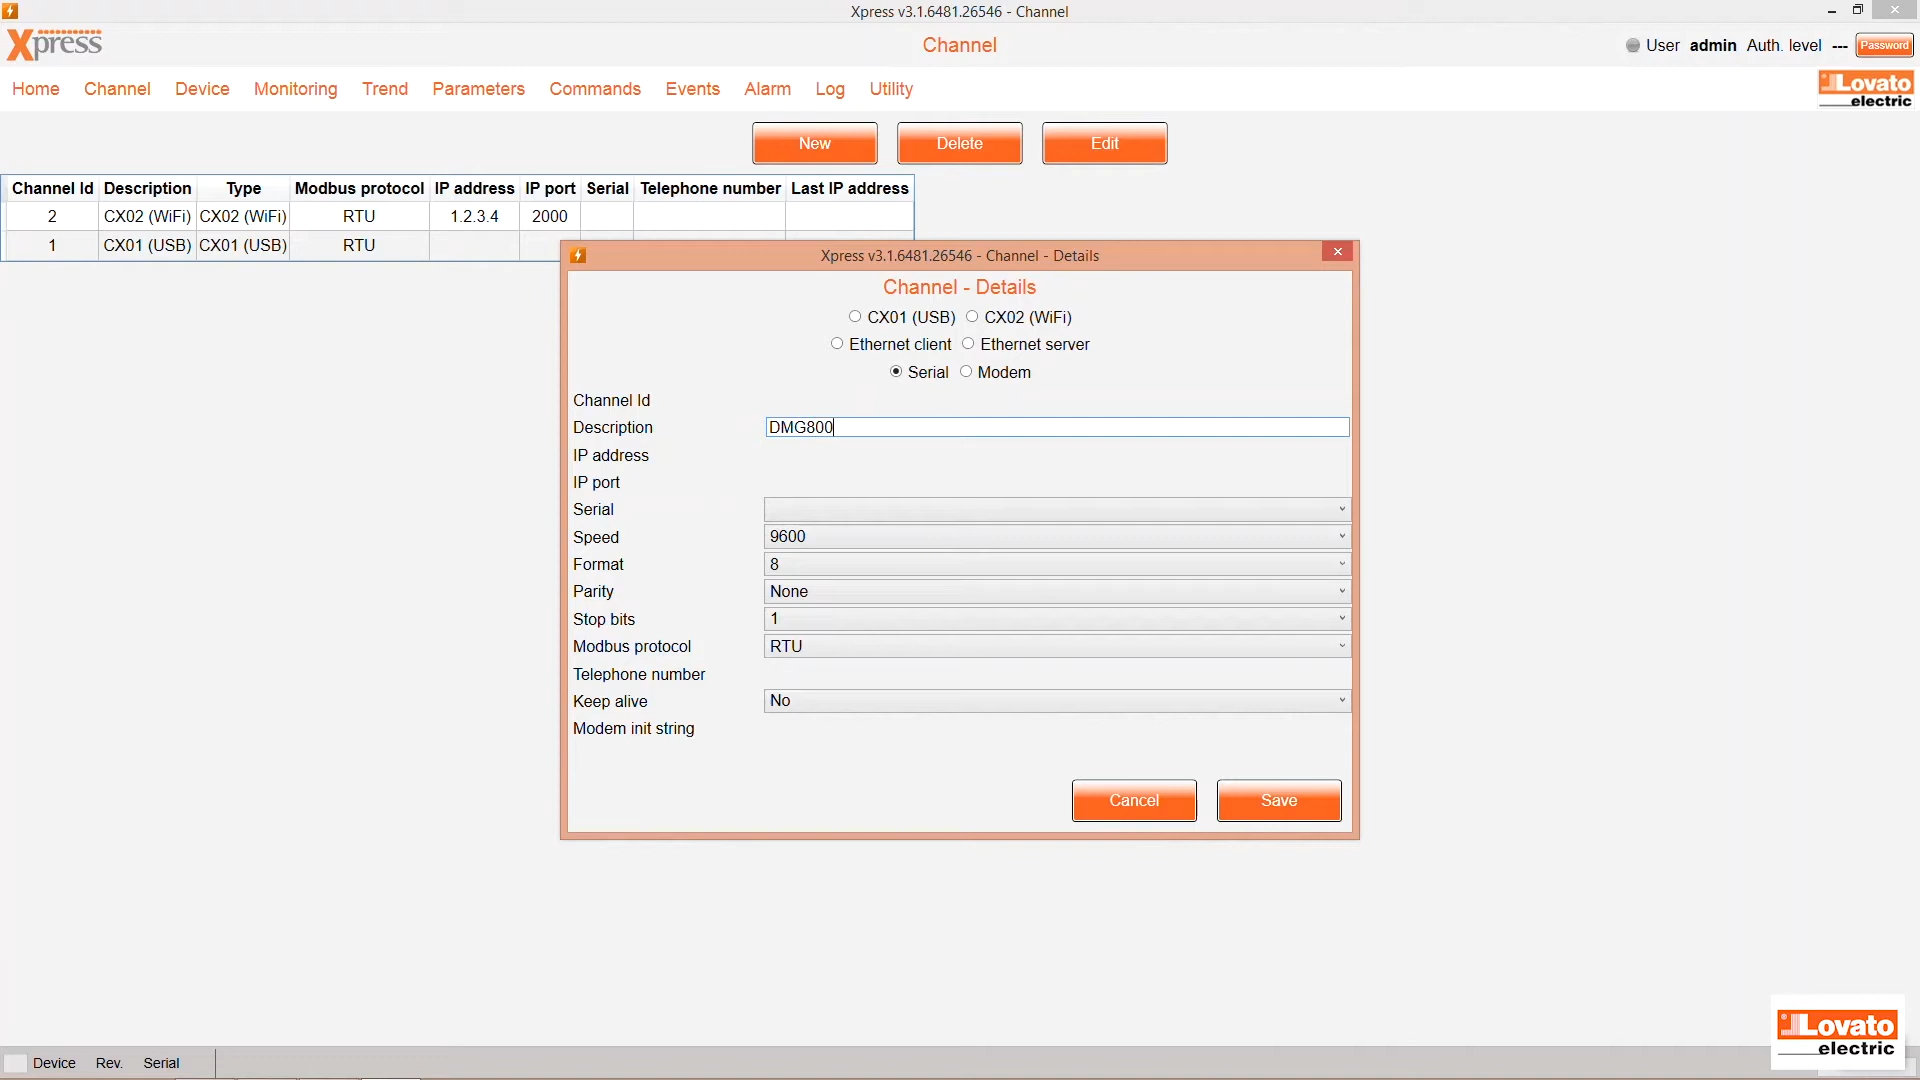 Xpress v3.1.6481.26546 - Channel
Xpress
Channel
User admin Auth. level --- Password
Home Channel Device Monitoring Trend Parameters Commands Events Alarm Log Utility
Lovato
electric
New Delete Edit
Channel Id Description Type Modbus protocol IP address IP port Serial Telephone number Last IP address
2 CX02 (WiFi) CX02 (WiFi) RTU 1.2.3.4 2000
1 CX01 (USB) CX01 (USB) RTU
Xpress v3.1.6481.26546 - Channel - Details
Channel - Details
CX01 (USB) CX02 (WiFi)
Ethernet client Ethernet server
Serial Modem
Channel Id
Description DMG800
IP address
IP port
Serial
Speed 9600
Format 8
Parity None
Stop bits 1
Modbus protocol RTU
Telephone number
Keep alive No
Modem init string
Cancel Save
Lovato
electric
Device Rev. Serial